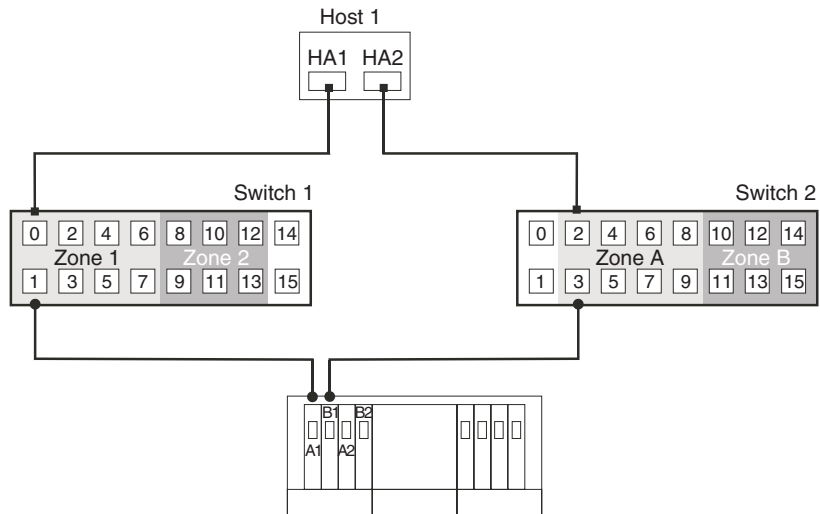 Host 1
HA1 HA2
Switch 1
0 2 4 6 8 10 12 14
Zone 1 Zone 2
1 3 5 7 9 11 13 15
Switch 2
0 2 4 6 8 10 12 14
Zone A Zone B
1 3 5 7 9 11 13 15
B1 B2
A1 A2